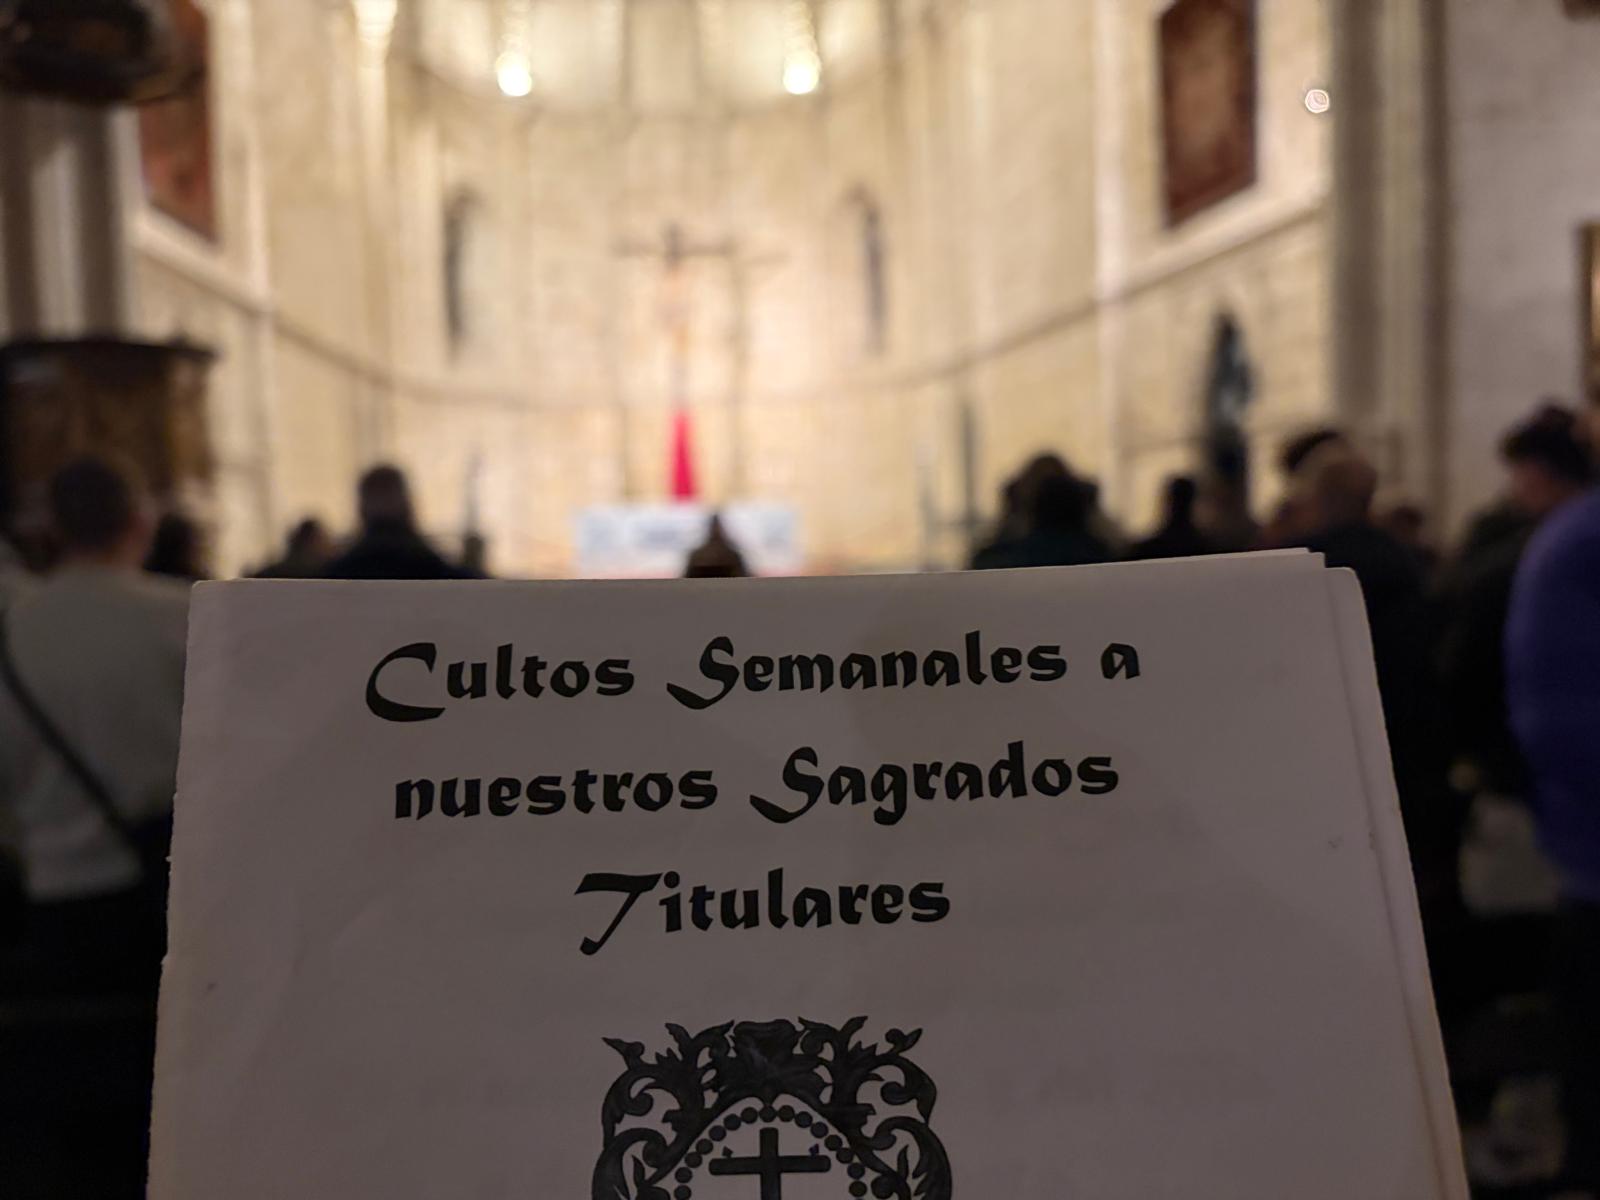 Cultos Semanales a
nuestros Sagrados
Titulares